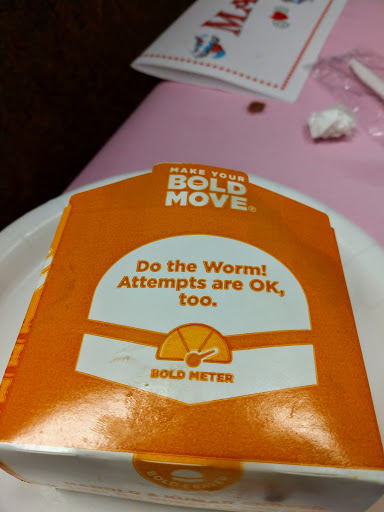 MAKE YOUR
BOLD
MOVE®
Do the Worm!
Attempts are OK,
too.
BOLD METER